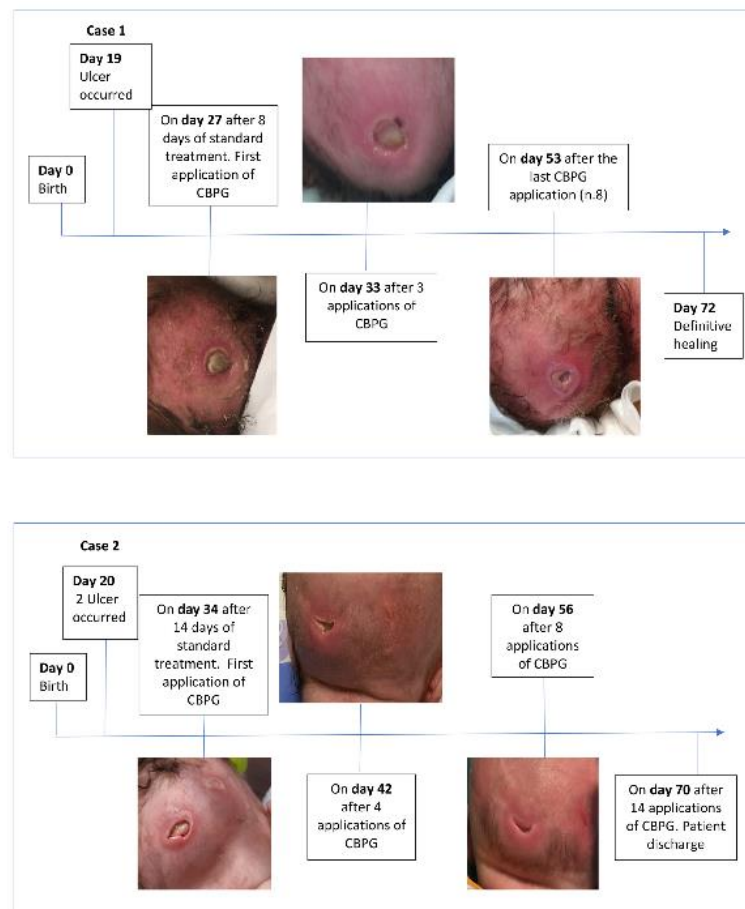 Case 1
Day 19
Ulcer
occurred
On day 27 after 8
days of standard
treatment. First
application of
CBPG
On day 53 after the
last CBPG
application (n.8)
Day 0
Birth
On day 33 after 3
applications of
CBPG
Day 72
Definitive
healing
Case 2
Day 20
2 Ulcer
occurred
On day 34 after
14 days of
standard
treatment. First
application of
CBPG
On day 56
after 8
applications
of CBPG
Day 0
Birth
On day 42
after 4
applications of
CBPG
On day 70 after
14 applications
of CBPG. Patient
discharge